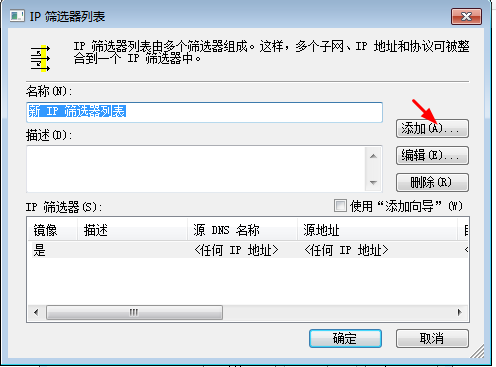 IP 筛选器列表
IP 筛选器列表由多个筛选器组成。这样，多个子网、IP 地址和协议可被整
合到一个 IP 筛选器中。
名称(N):
新 IP 筛选器列表
添加(A)...
描述(D):
编辑(E)...
删除(R)
IP 筛选器(S):
使用“添加向导”(W)
镜像 描述 源 DNS 名称 源地址
是 <任何 IP 地址> <任何 IP 地址> <
确定 取消